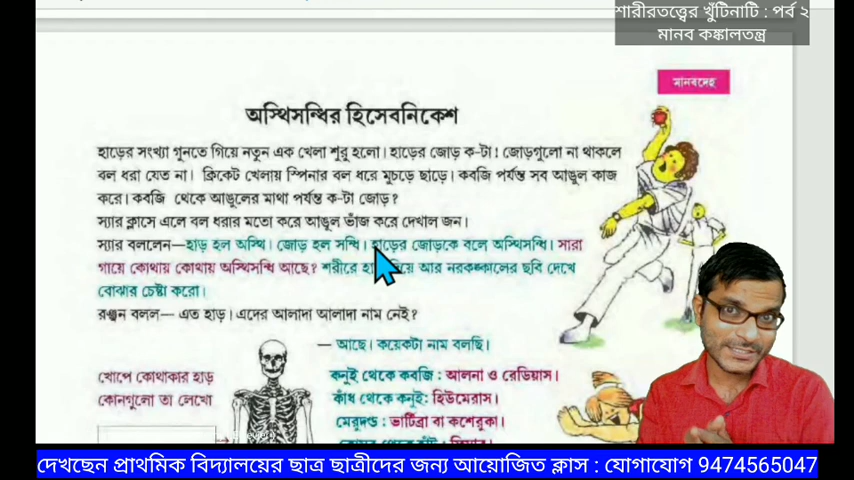 শারীরতত্ত্বের খুঁটিনাটি : পর্ব ২
মানব কঙ্কালতন্ত্র
মানবদেহ
অস্থিসন্ধির হিসেবনিকেশ
হাড়ের সংখ্যা গুনতে গিয়ে নতুন এক খেলা শুরু হলো। হাড়ের জোড় ক-টা! জোড়গুলো না থাকলে
বল ধরা যেত না। ক্রিকেট খেলায় স্পিনার বল ধরে মুচড়ে ছাড়ে। কবজি পর্যন্ত সব আঙুল কাজ
করে। কবজি থেকে আঙুলের মাথা পর্যন্ত ক-টা জোড়?
স্যার ক্লাসে এলে বল ধরার মতো করে আঙুল ভাঁজ করে দেখাল জন।
স্যার বললেন—হাড় হল অস্থি। জোড় হল সন্ধি। হাড়ের জোড়কে বলে অস্থিসন্ধি। সারা
গায়ে কোথায় কোথায় অস্থিসন্ধি আছে? শরীরে আর নরকঙ্কালের ছবি দেখে
বোঝার চেষ্টা করো।
রঞ্জন বলল— এত হাড়। এদের আলাদা আলাদা নাম নেই?
— আছে। কয়েকটা নাম বলছি।
খোপে কোথাকার হাড়
কোনগুলো তা লেখো
কনুই থেকে কবজি : আলনা ও রেডিয়াস।
কাঁধ থেকে কনুই: হিউমেরাস।
মেরুদণ্ড : ভার্টিব্রা বা কশেরুকা।
দেখছেন প্রাথমিক বিদ্যালয়ের ছাত্র ছাত্রীদের জন্য আয়োজিত ক্লাস : যোগাযোগ 9474565047